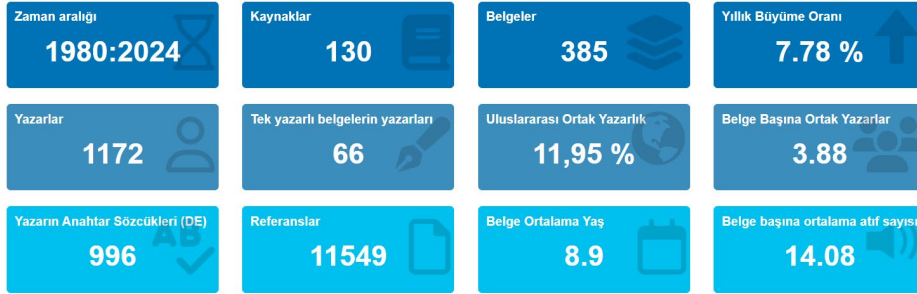 Zaman aralığı
1980:2024
Kaynaklar
130
Belgeler
385
Yıllık Büyüme Oranı
7.78 %
Yazarlar
1172
Tek yazarlı belgelerin yazarları
66
Uluslararası Ortak Yazarlık
11,95 %
Belge Başına Ortak Yazarlar
3.88
Yazarın Anahtar Sözcükleri (DE)
996
AB
Referanslar
11549
Belge Ortalama Yaş
8.9
Belge başına ortalama atıf sayısı
14.08